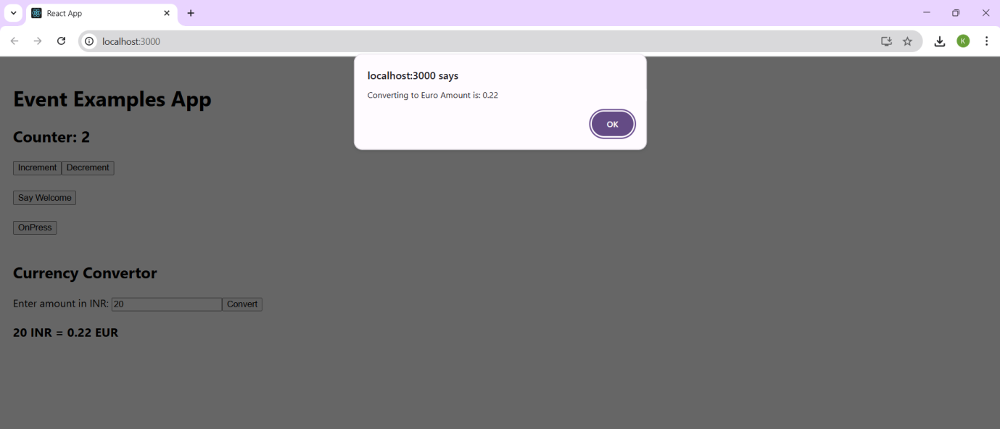 React App
localhost:3000
K
localhost:3000 says
Converting to Euro Amount is: 0.22
OK
Event Examples App
Counter: 2
Increment Decrement
Say Welcome
OnPress
Currency Convertor
Enter amount in INR: 20 Convert
20 INR = 0.22 EUR